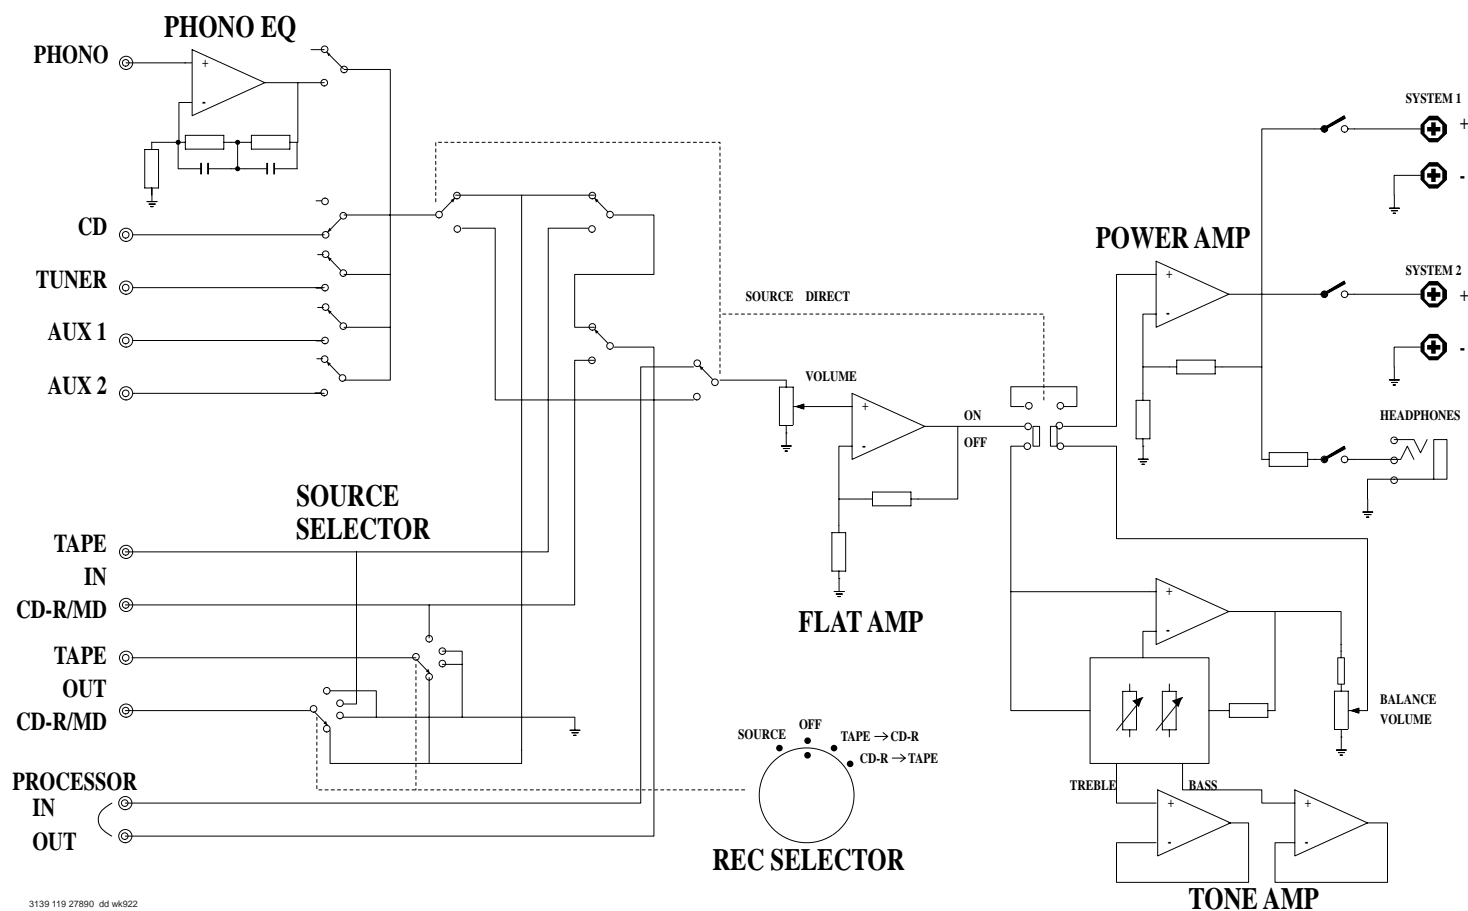 PHONO EQ
PHONO
+
-
CD
TUNER
AUX 1
AUX 2
SOURCE
SELECTOR
TAPE
IN
CD-R/MD
TAPE
OUT
CD-R/MD
PROCESSOR
IN
OUT
SOURCE DIRECT
VOLUME
+
-
FLAT AMP
ON
OFF
POWER AMP
+
-
SYSTEM 1
+
-
SYSTEM 2
+
-
HEADPHONES
+
-
BALANCE
VOLUME
TREBLE
BASS
+
-
+
-
TONE AMP
SOURCE
OFF
TAPE → CD-R
CD-R → TAPE
REC SELECTOR
3139 119 27890 dd wk922